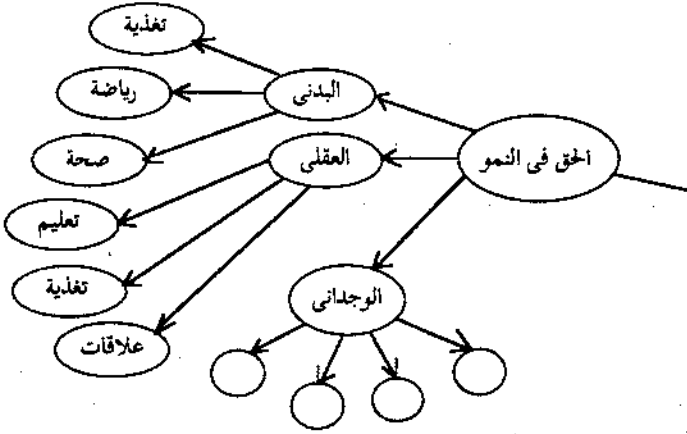 تغذية
رياضة
البدنى
صحة
العقلى
الحق فى النمو
تعليم
تغذية
الوجدانى
علاقات